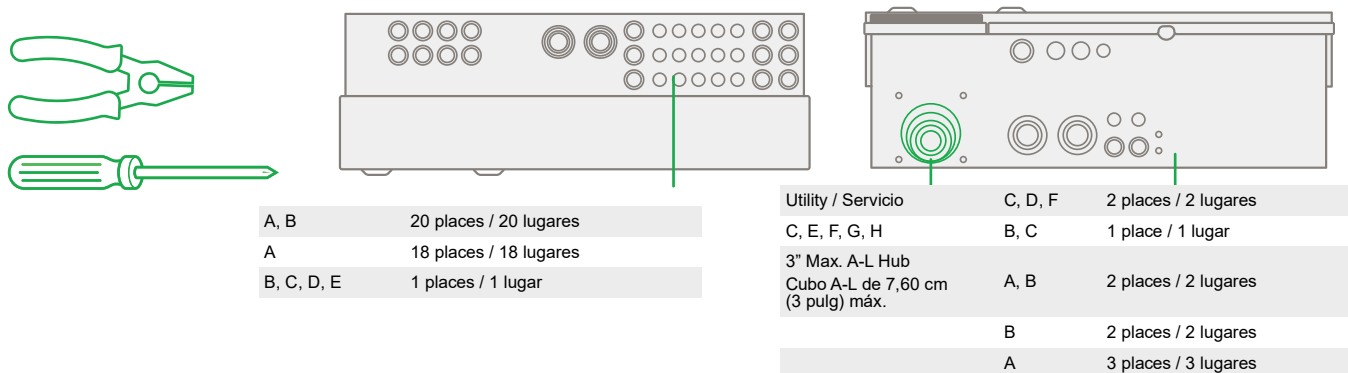 A, B 20 places / 20 lugares
A 18 places / 18 lugares
B, C, D, E 1 places / 1 lugar
Utility / Servicio C, D, F 2 places / 2 lugares
C, E, F, G, H B, C 1 place / 1 lugar
3” Max. A-L Hub
Cubo A-L de 7,60 cm
(3 pulg) máx. A, B 2 places / 2 lugares
B 2 places / 2 lugares
A 3 places / 3 lugares